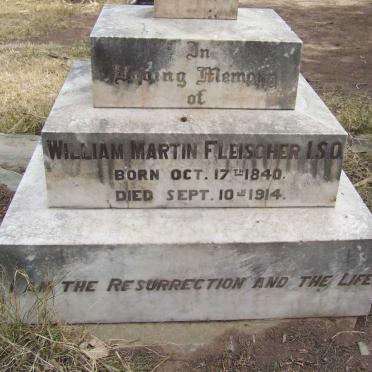 In
Loving Memory
of
WILLIAM MARTIN FLEISCHER I.S.O.
BORN OCT. 17TH 1840.
DIED SEPT. 10TH 1914.
I AM THE RESURRECTION AND THE LIFE